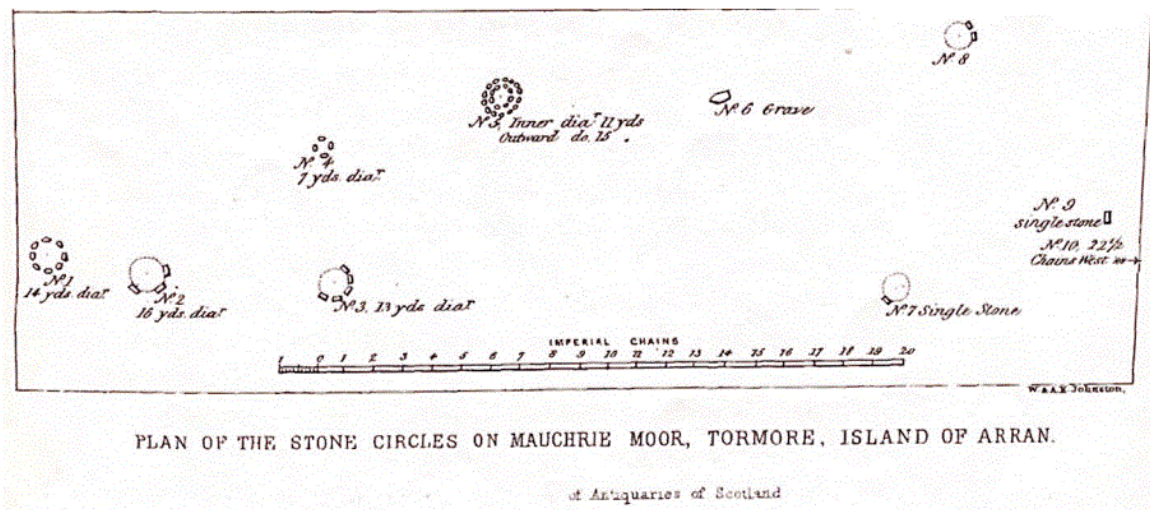 Nº 8
Nº 5, Inner diaʳ 11 yds
Outward do. 15
Nº 6 Grave
Nº 4
7 yds. diaʳ
Nº 9
single stone
Nº 10, 22½
Chains West
Nº 1
14 yds. diaʳ
Nº 2
15 yds. diaʳ
Nº 3, 13 yds diaʳ
Nº 7 Single Stone
IMPERIAL CHAINS
1 0 1 2 3 4 5 6 7 8 9 10 11 12 13 14 15 16 17 18 19 20
W & A.K Johnston,
PLAN OF THE STONE CIRCLES ON MAUCHRIE MOOR, TORMORE, ISLAND OF ARRAN.
of Antiquaries of Scotland